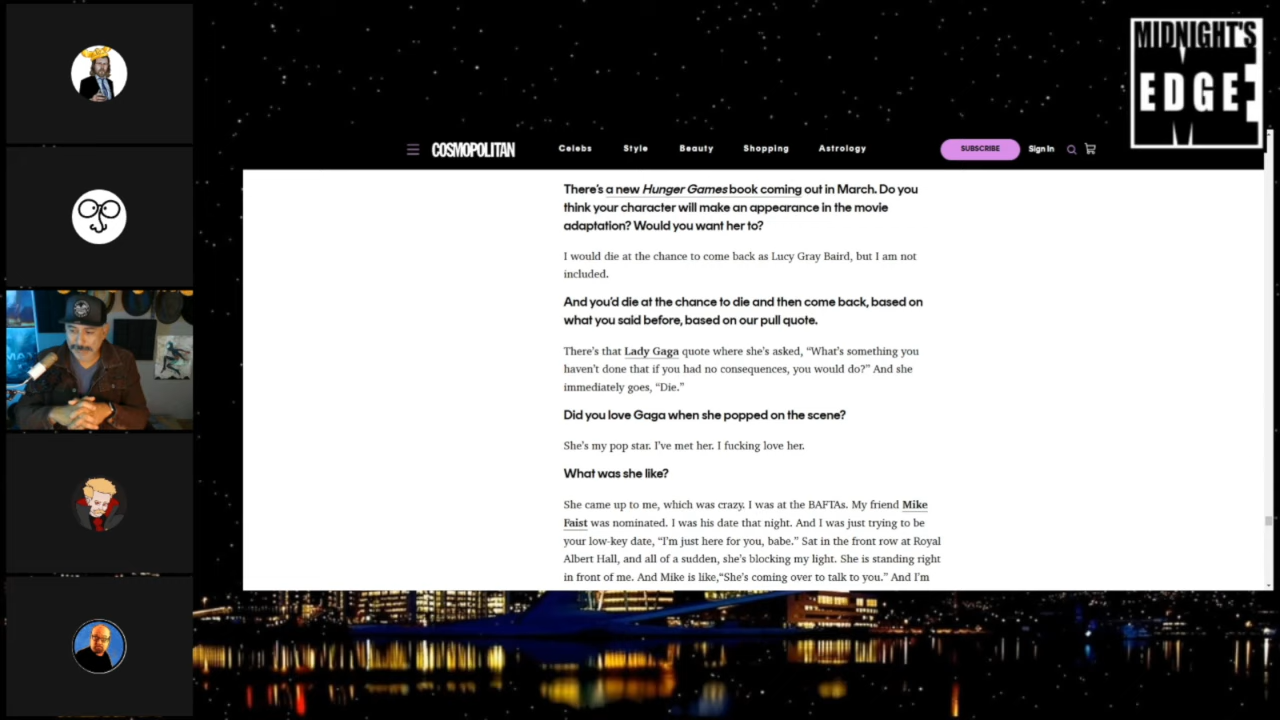 MIDNIGHT'S
EDGE
COSMOPOLITAN
Celebs
Style
Beauty
Shopping
Astrology
SUBSCRIBE
Sign In
There's a new Hunger Games book coming out in March. Do you
think your character will make an appearance in the movie
adaptation? Would you want her to?
I would die at the chance to come back as Lucy Gray Baird, but I am not
included.
And you'd die at the chance to die and then come back, based on
what you said before, based on our pull quote.
There's that Lady Gaga quote where she's asked, “What's something you
haven't done that if you had no consequences, you would do?” And she
immediately goes, “Die.”
Did you love Gaga when she popped on the scene?
She's my pop star. I've met her. I fucking love her.
What was she like?
She came up to me, which was crazy. I was at the BAFTAs. My friend Mike
Faist was nominated. I was his date that night. And I was just trying to be
your low-key date, “I'm just here for you, babe.” Sat in the front row at Royal
Albert Hall, and all of a sudden, she's blocking my light. She is standing right
in front of me. And Mike is like,“She's coming over to talk to you.” And I'm